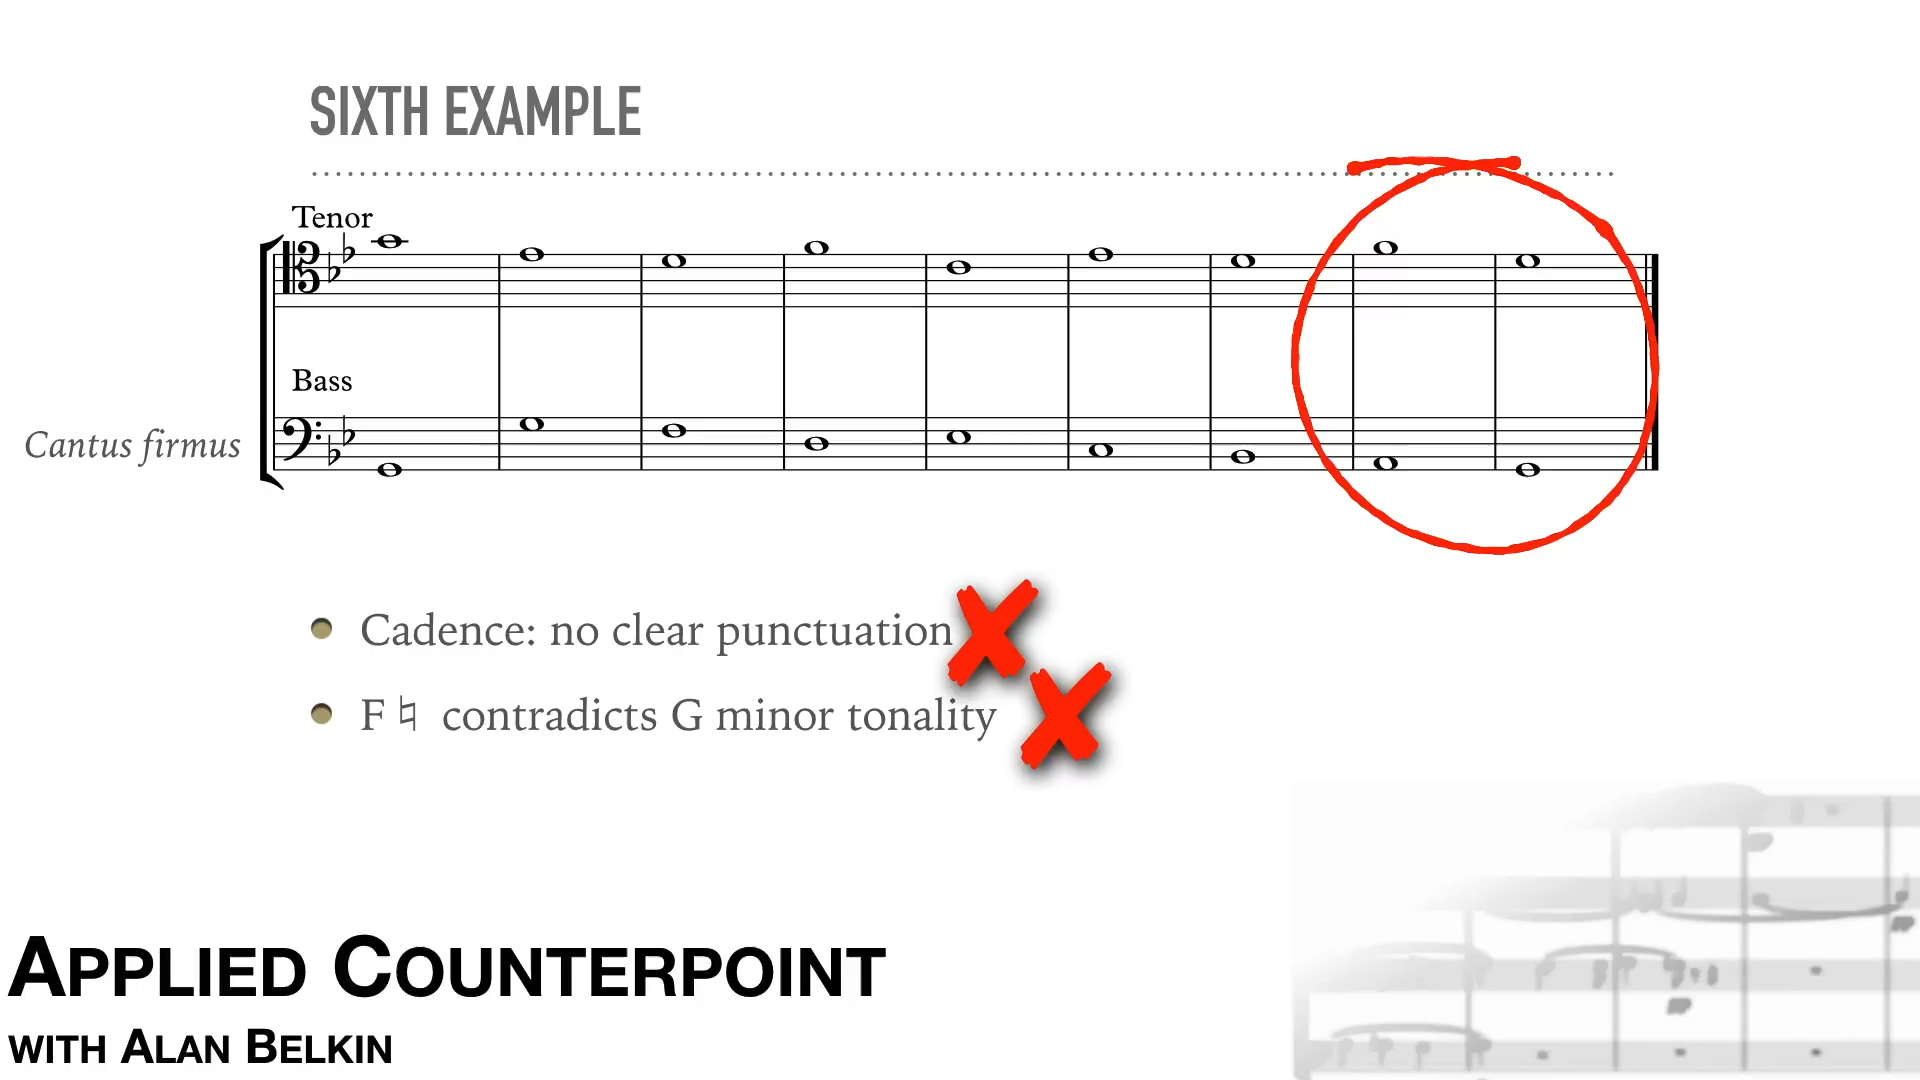 SIXTH EXAMPLE
Tenor
Bass
Cantus firmus
Cadence: no clear punctuation
F ♮ contradicts G minor tonality
APPLIED COUNTERPOINT
WITH ALAN BELKIN